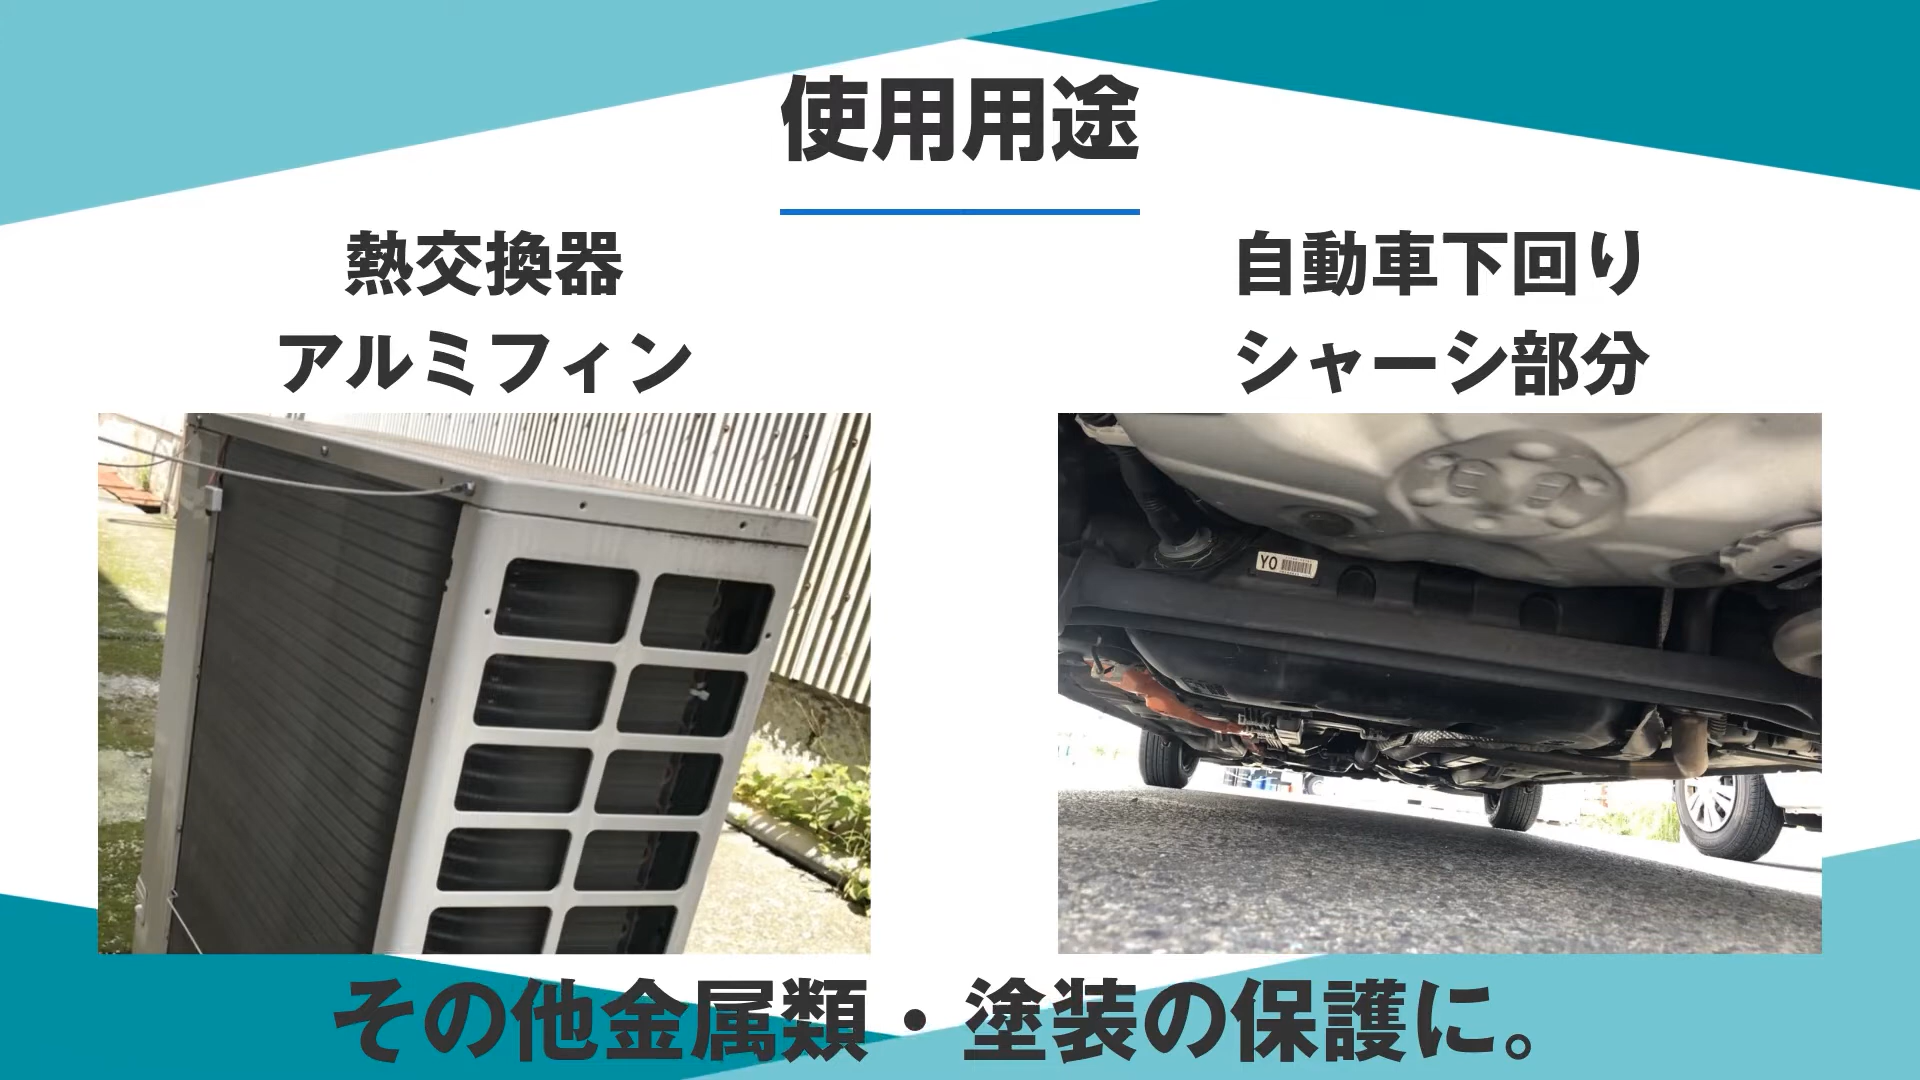 使用用途
熱交換器
アルミフィン
自動車下回り
シャーシ部分
YO
その他金属類・塗装の保護に。